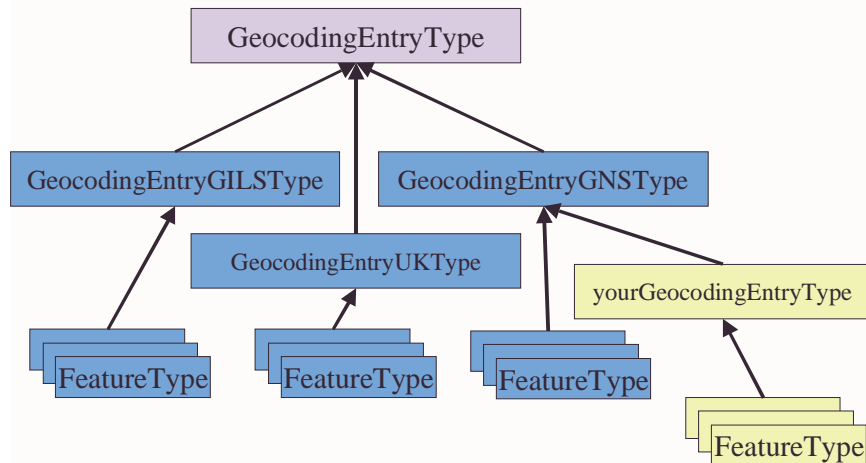 GeocodingEntryType
GeocodingEntryGILSType
GeocodingEntryGNSType
GeocodingEntryUKType
yourGeocodingEntryType
FeatureType
FeatureType
FeatureType
FeatureType